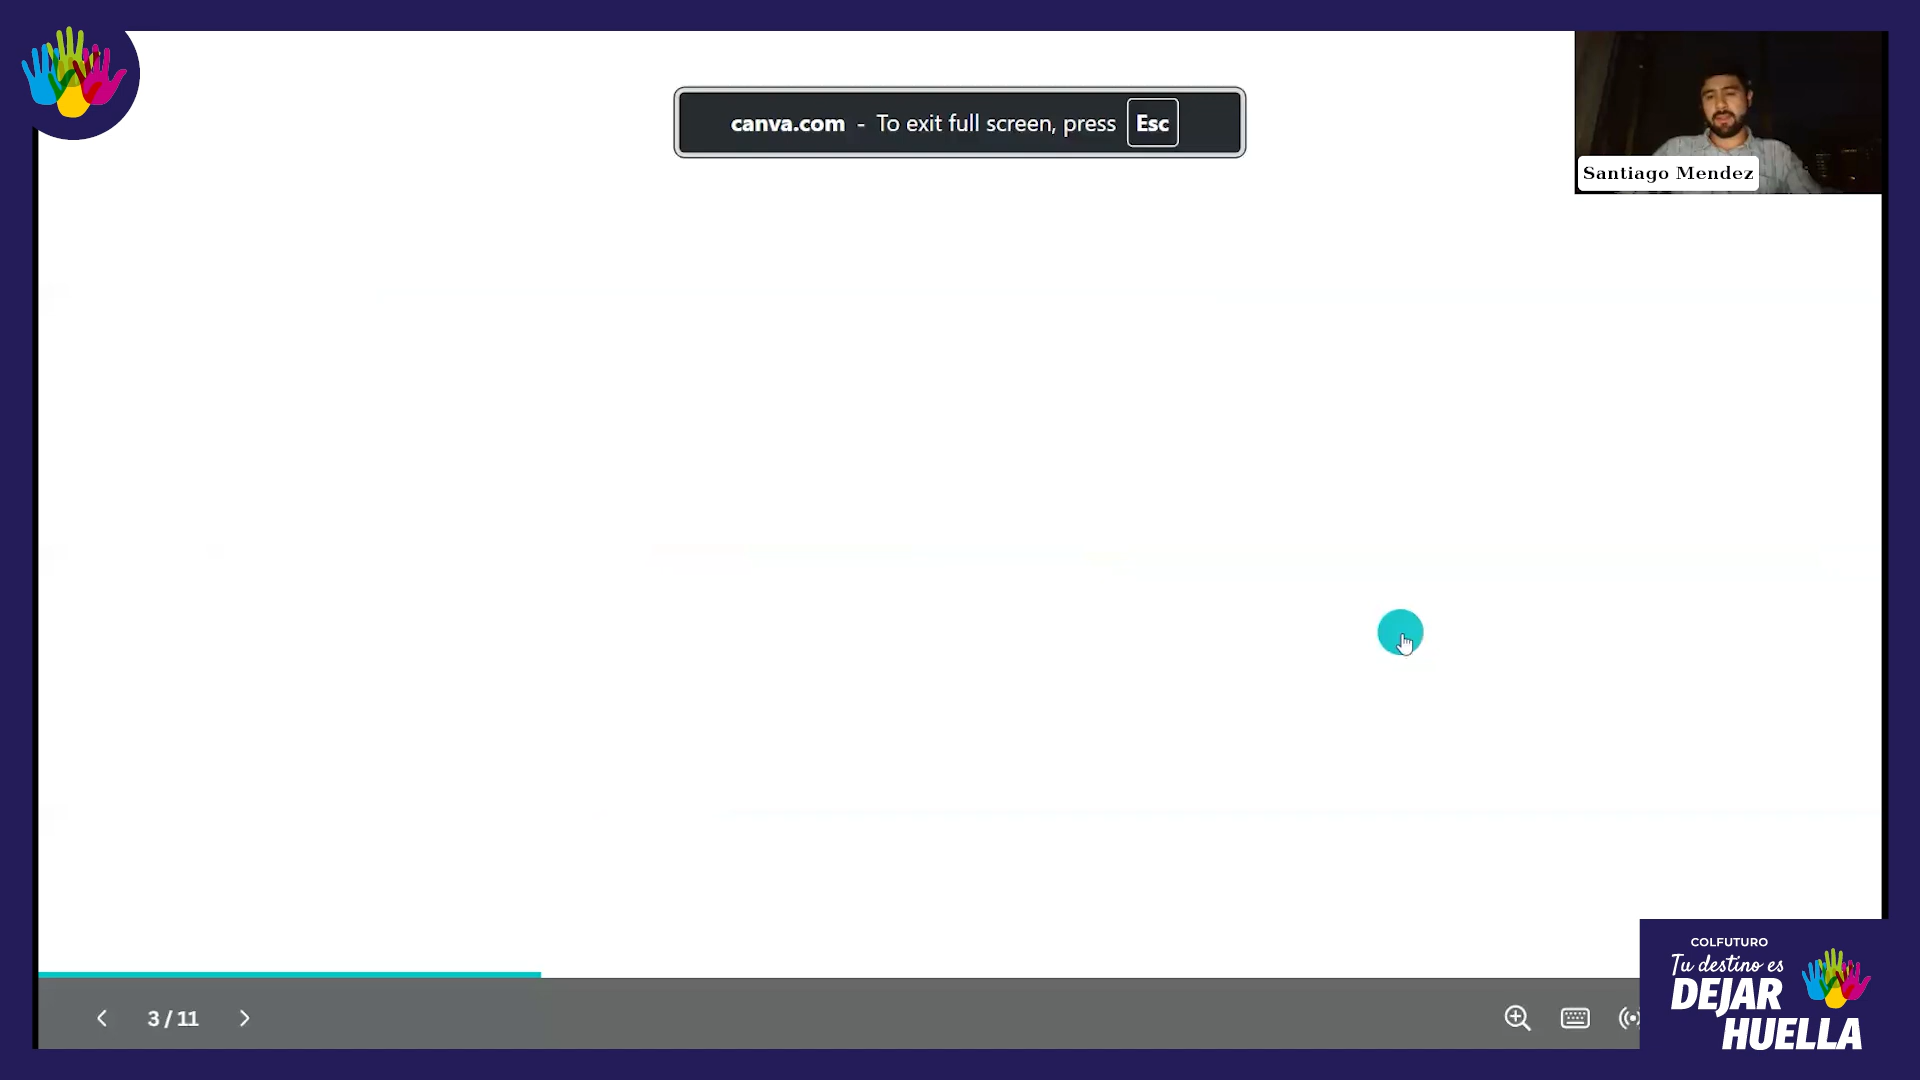 canva.com - To exit full screen, press Esc
Santiago Mendez
3 / 11
COLFUTURO
Tu destino es
DEJAR
HUELLA